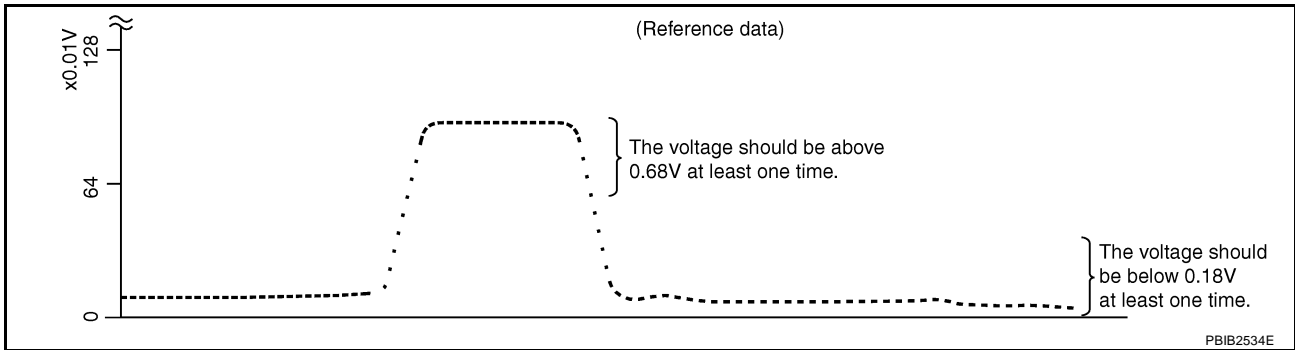 (Reference data)
x0.01V
128
64
0
The voltage should be above
0.68V at least one time.
The voltage should
be below 0.18V
at least one time.
PBIB2534E